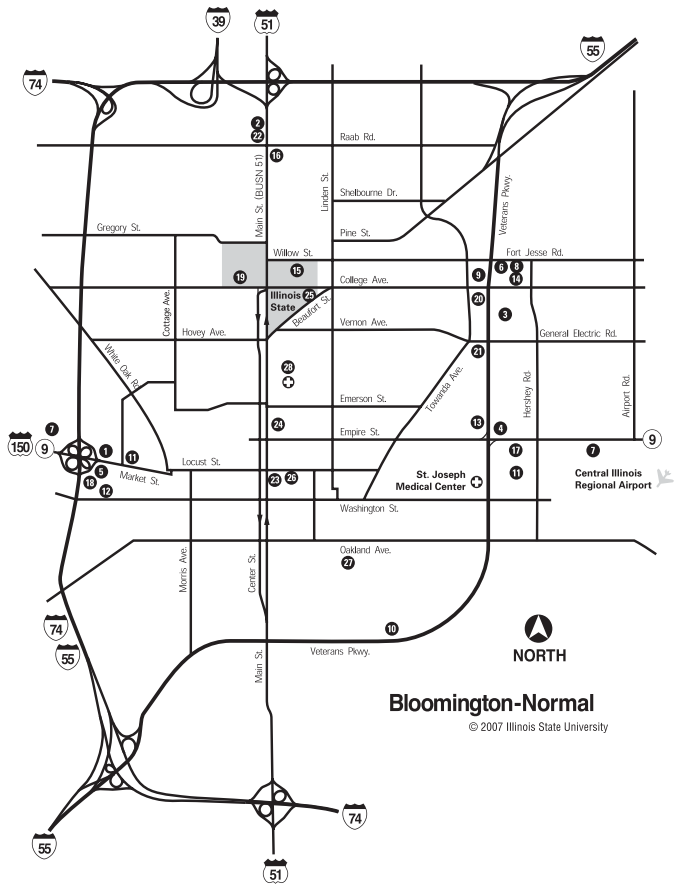 39
51
55
74
2
22
Raab Rd.
16
Main St. (BUSN 51)
Linden St.
Shelbourne Dr.
Veterans Pkwy.
Gregory St.
Pine St.
Willow St.
Fort Jesse Rd.
19
15
College Ave.
9
6
8
14
Illinois
State
25
Beaufort St.
20
3
Cottage Ave.
Hovey Ave.
Vernon Ave.
General Electric Rd.
White Oak Rd.
21
28
Towanda Ave.
Hershey Rd.
Airport Rd.
Emerson St.
24
13
4
7
150
9
Empire St.
9
1
11
5
18
12
Market St.
Locust St.
23
26
17
11
7
St. Joseph
Medical Center
Central Illinois
Regional Airport
Washington St.
Oakland Ave.
27
Morris Ave.
Center St.
74
55
10
Main St.
Veterans Pkwy.
NORTH
Bloomington-Normal
© 2007 Illinois State University
74
55
51